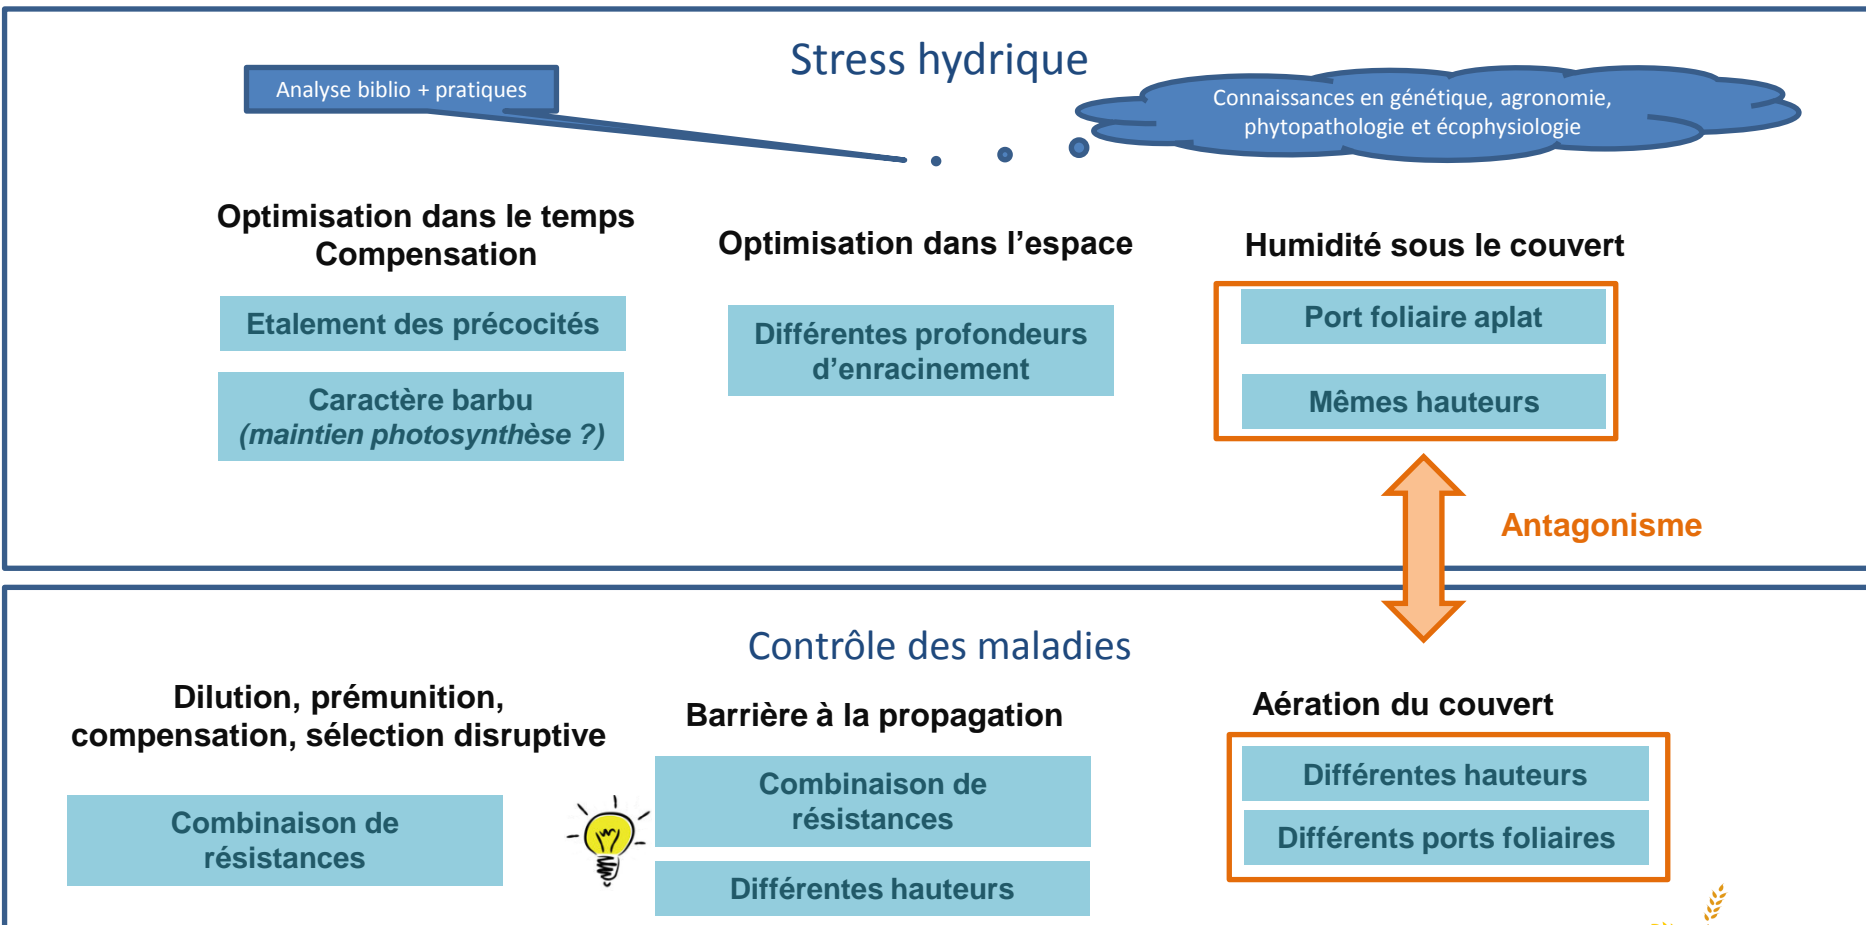 Stress hydrique
Analyse biblio + pratiques
Connaissances en génétique, agronomie,
phytopathologie et écophysiologie
Optimisation dans le temps
Compensation
Etalement des précocités
Caractère barbu
(maintien photosynthèse ?)
Optimisation dans l’espace
Différentes profondeurs
d’enracinement
Humidité sous le couvert
Port foliaire aplat
Mêmes hauteurs
Antagonisme
Contrôle des maladies
Dilution, prémunition,
compensation, sélection disruptive
Combinaison de
résistances
Barrière à la propagation
Combinaison de
résistances
Différentes hauteurs
Aération du couvert
Différentes hauteurs
Différents ports foliaires